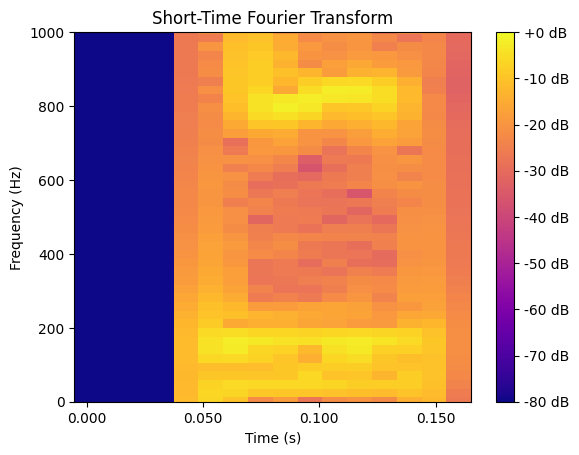 Short-Time Fourier Transform
1000
800
600
400
200
0
Frequency (Hz)
0.000
0.050
0.100
0.150
Time (s)
+0 dB
-10 dB
-20 dB
-30 dB
-40 dB
-50 dB
-60 dB
-70 dB
-80 dB